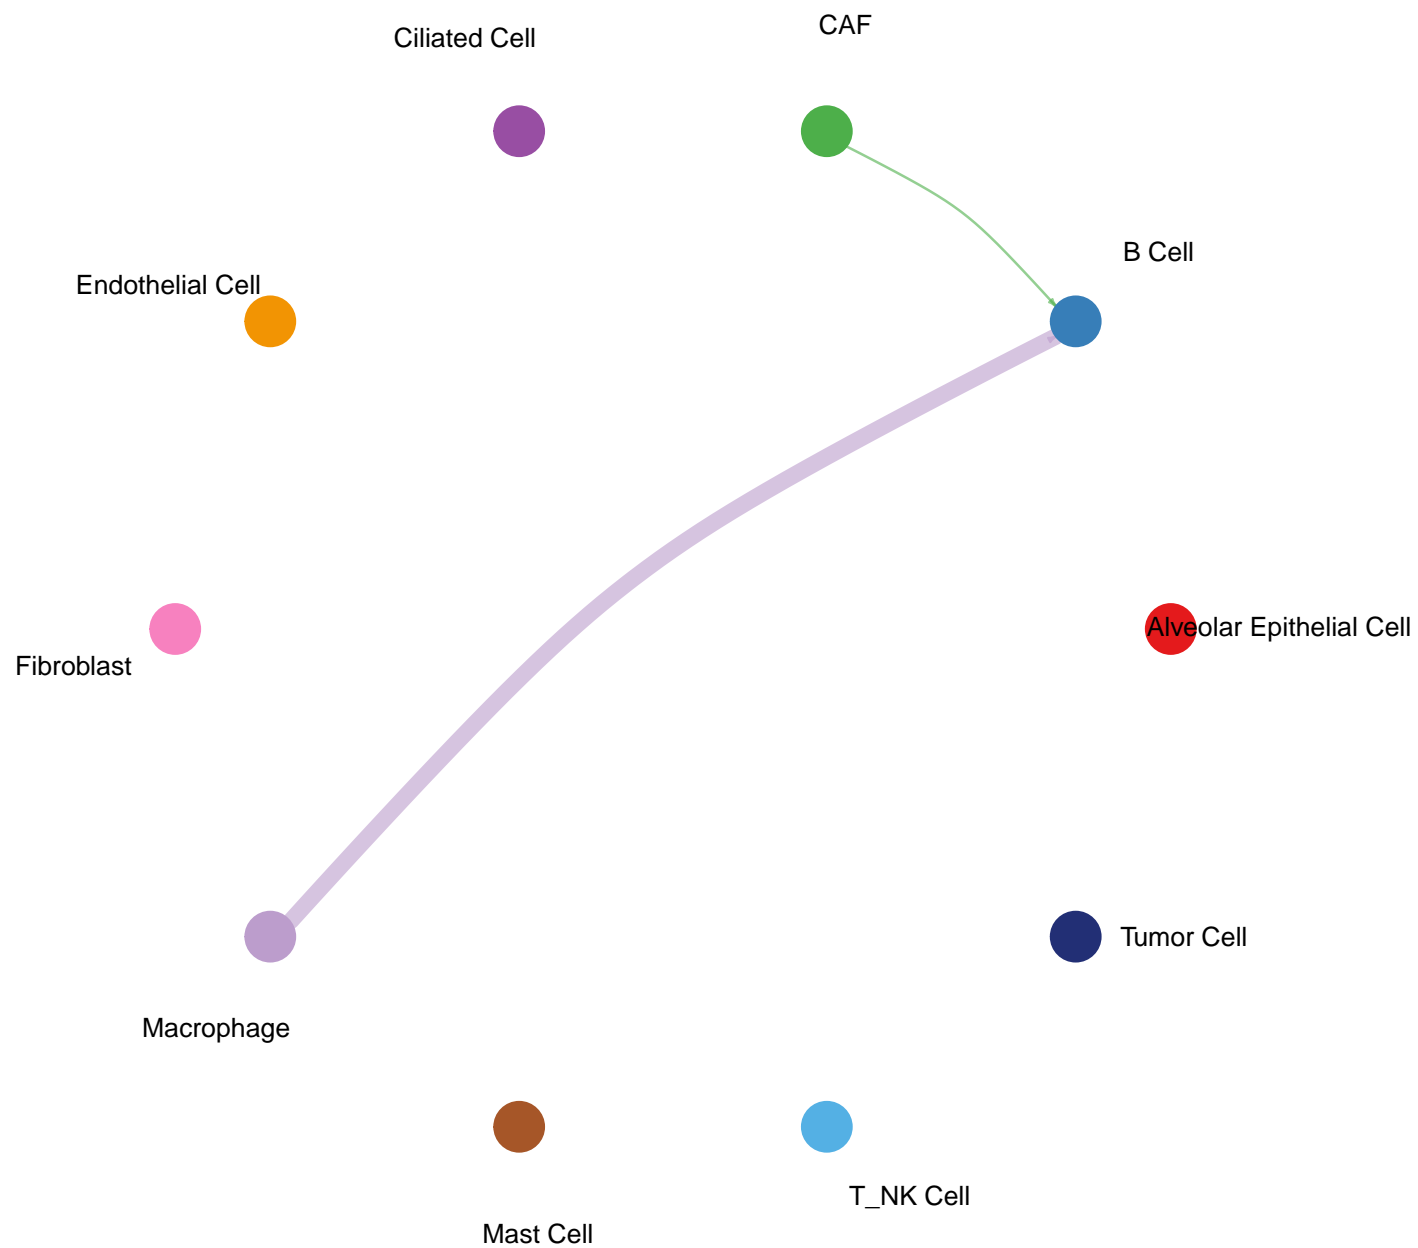 CAF
Ciliated Cell
B Cell
Endothelial Cell
Alveolar Epithelial Cell
Fibroblast
Tumor Cell
Macrophage
T_NK Cell
Mast Cell